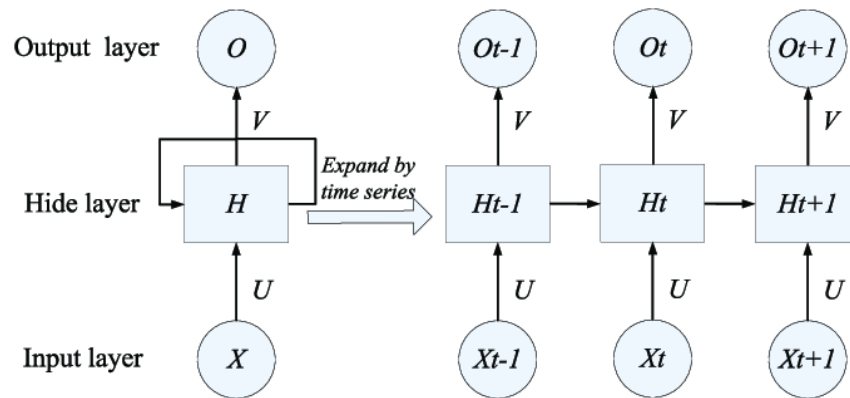 Output layer O Ot-1 Ot Ot+1
V V V V
Expand by
time series
Hide layer H Ht-1 Ht Ht+1
U U U U
Input layer X Xt-1 Xt Xt+1